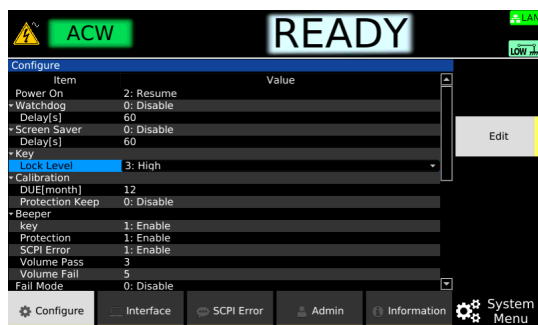 ACW
READY
LAN
LOW
Configure
Item Value
Power On 2: Resume
Watchdog 0: Disable
Delay[s] 60
Screen Saver 0: Disable
Delay[s] 60
Key
Lock Level 3: High
Calibration
DUE[month] 12
Protection Keep 0: Disable
Beeper
key 1: Enable
Protection 1: Enable
SCPI Error 1: Enable
Volume Pass 3
Volume Fail 5
Fail Mode 0: Disable
Edit
Configure Interface SCPI Error Admin Information
System
Menu